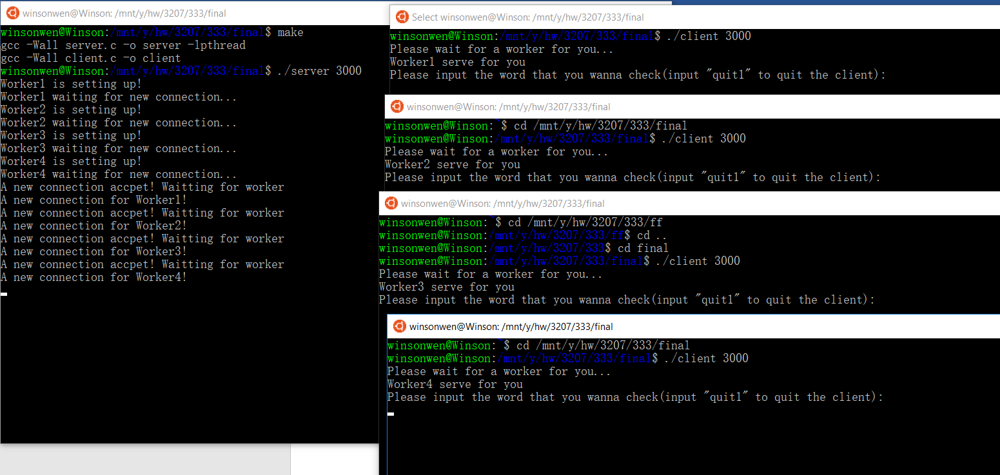 winsonwen@Winson: /mnt/y/hw/3207/333/final
winsonwen@Winson:/mnt/y/hw/3207/333/final$ make
gcc -Wall server.c -o server -lpthread
gcc -Wall client.c -o client
winsonwen@Winson:/mnt/y/hw/3207/333/final$ ./server 3000
Worker1 is setting up!
Worker1 waiting for new connection...
Worker2 is setting up!
Worker2 waiting for new connection...
Worker3 is setting up!
Worker3 waiting for new connection...
Worker4 is setting up!
Worker4 waiting for new connection...
A new connection accpet! Waitting for worker
A new connection for Worker1!
A new connection accpet! Waitting for worker
A new connection for Worker2!
A new connection accpet! Waitting for worker
A new connection for Worker3!
A new connection accpet! Waitting for worker
A new connection for Worker4!
Select winsonwen@Winson: /mnt/y/hw/3207/333/final
winsonwen@Winson:/mnt/y/hw/3207/333/final$ ./client 3000
Please wait for a worker for you...
Worker1 serve for you
Please input the word that you wanna check(input "quit1" to quit the client):
winsonwen@Winson: /mnt/y/hw/3207/333/final
winsonwen@Winson:~$ cd /mnt/y/hw/3207/333/final
winsonwen@Winson:/mnt/y/hw/3207/333/final$ ./client 3000
Please wait for a worker for you...
Worker2 serve for you
Please input the word that you wanna check(input "quit1" to quit the client):
winsonwen@Winson: /mnt/y/hw/3207/333/final
winsonwen@Winson:~$ cd /mnt/y/hw/3207/333/ff
winsonwen@Winson:/mnt/y/hw/3207/333/ff$ cd ..
winsonwen@Winson:/mnt/y/hw/3207/333$ cd final
winsonwen@Winson:/mnt/y/hw/3207/333/final$ ./client 3000
Please wait for a worker for you...
Worker3 serve for you
Please input the word that you wanna check(input "quit1" to quit the client):
winsonwen@Winson: /mnt/y/hw/3207/333/final
winsonwen@Winson:~$ cd /mnt/y/hw/3207/333/final
winsonwen@Winson:/mnt/y/hw/3207/333/final$ ./client 3000
Please wait for a worker for you...
Worker4 serve for you
Please input the word that you wanna check(input "quit1" to quit the client):